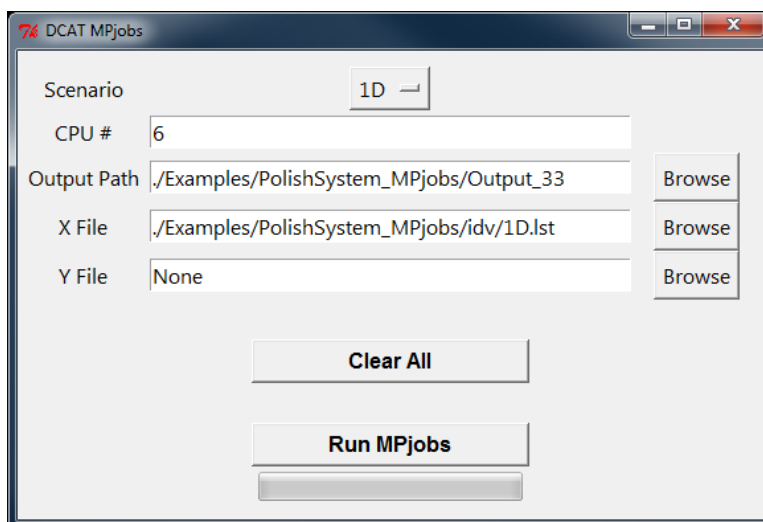 DCAT MPjobs
Scenario 1D
CPU # 6
Output Path ./Examples/PolishSystem_MPjobs/Output_33 Browse
X File ./Examples/PolishSystem_MPjobs/idv/1D.lst Browse
Y File None Browse
Clear All
Run MPjobs